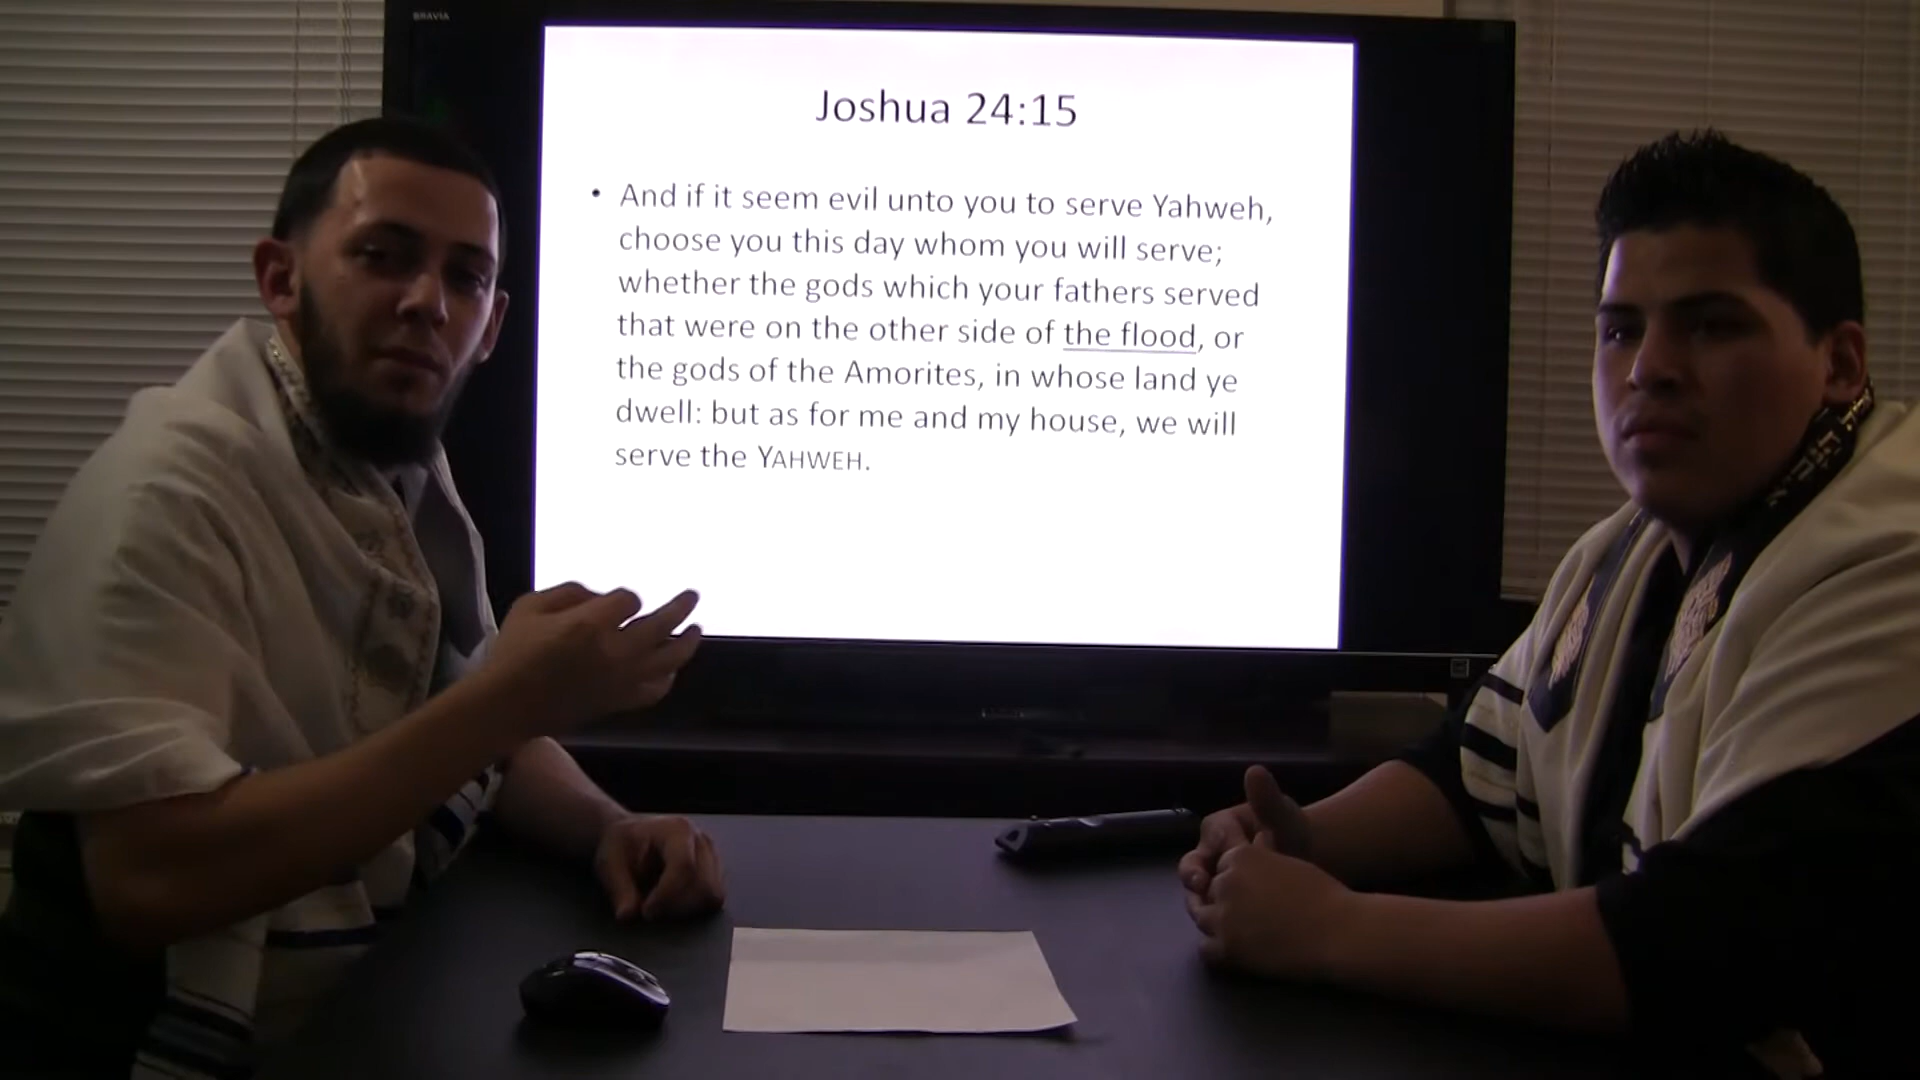 BRAVIA
Joshua 24:15
• And if it seem evil unto you to serve Yahweh,
choose you this day whom you will serve;
whether the gods which your fathers served
that were on the other side of the flood, or
the gods of the Amorites, in whose land ye
dwell: but as for me and my house, we will
serve the YAHWEH.